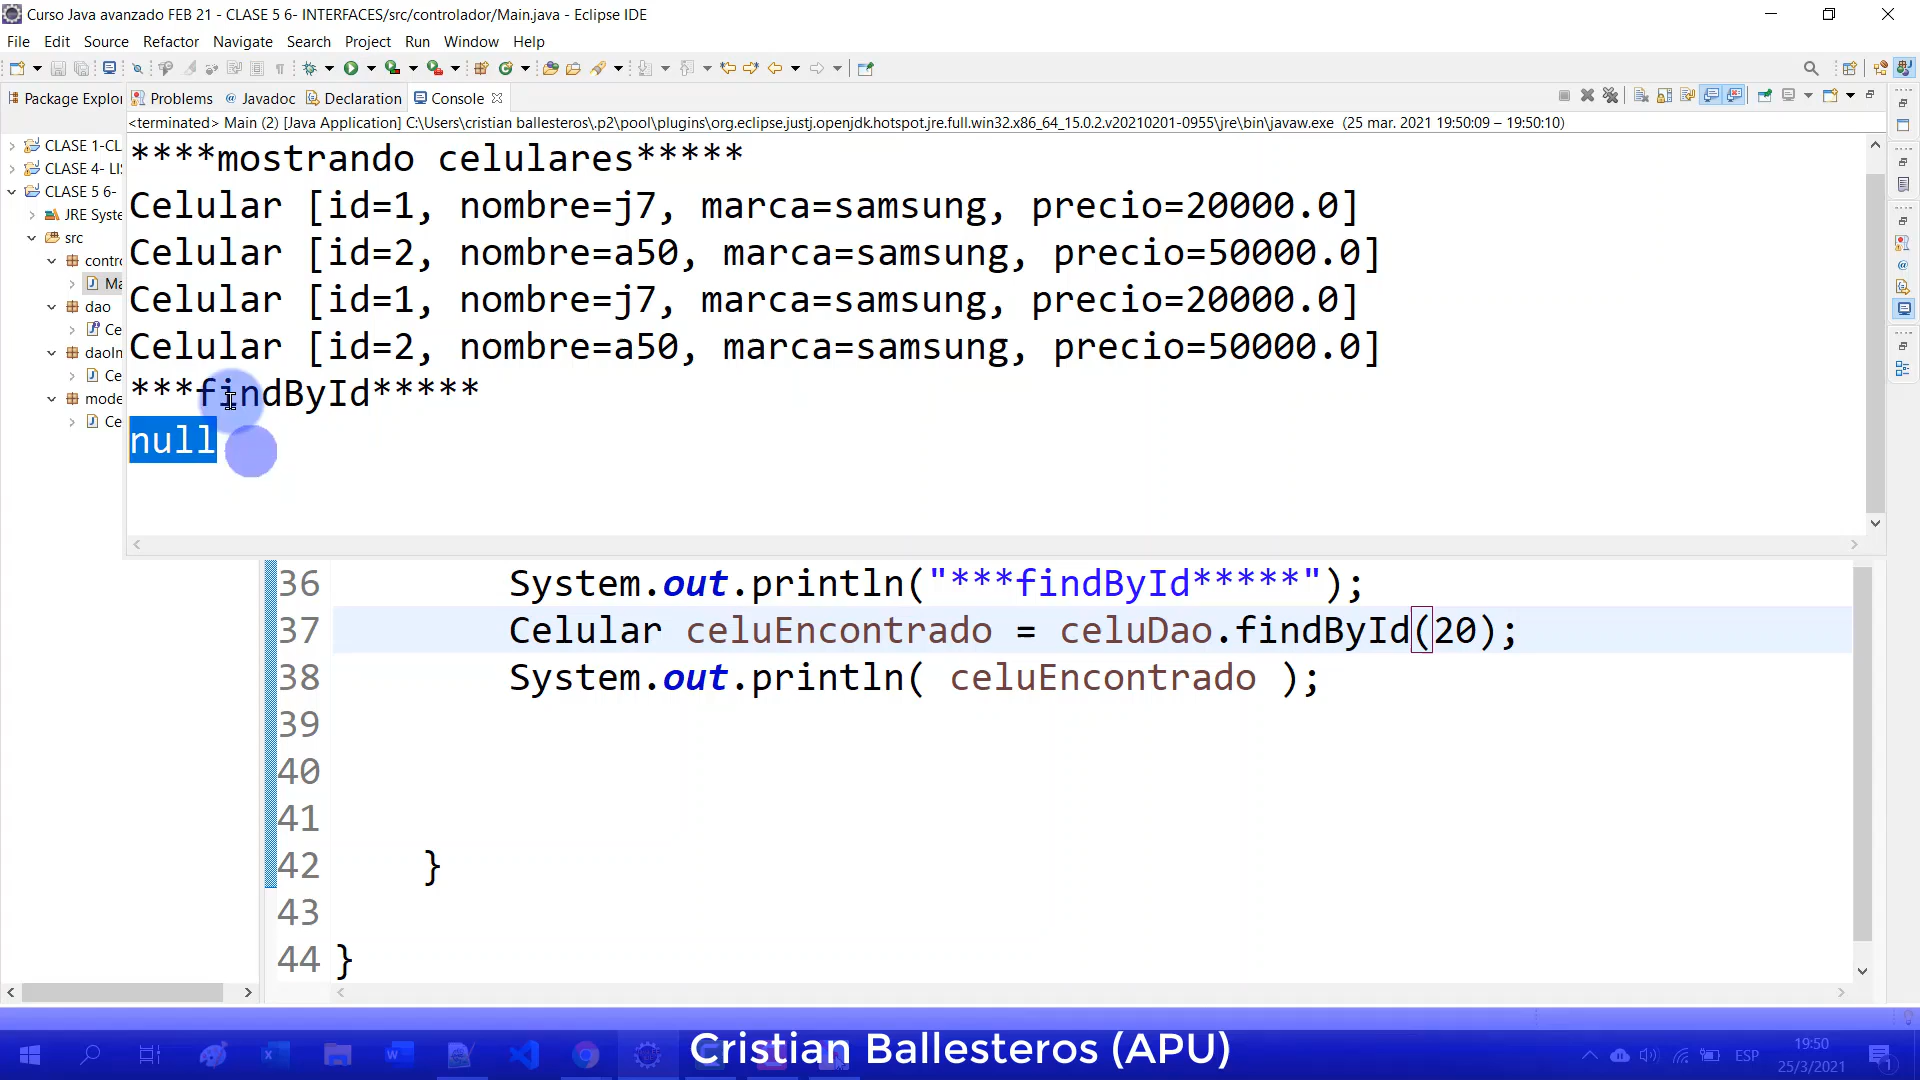 Curso Java avanzado FEB 21 - CLASE 5 6- INTERFACES/src/controlador/Main.java - Eclipse IDE
File Edit Source Refactor Navigate Search Project Run Window Help
Package Explo Problems @ Javadoc Declaration Console
<terminated> Main (2) [Java Application] C:\Users\cristian ballesteros\.p2\pool\plugins\org.eclipse.justj.openjdk.hotspot.jre.full.win32.x86_64_15.0.2.v20210201-0955\jre\bin\javaw.exe (25 mar. 2021 19:50:09 – 19:50:10)
CLASE 1-CL
CLASE 4- LI
CLASE 5 6-
JRE Syste
src
contro
Ma
dao
Ce
daoIn
Ce
mode
Ce
****mostrando celulares*****
Celular [id=1, nombre=j7, marca=samsung, precio=20000.0]
Celular [id=2, nombre=a50, marca=samsung, precio=50000.0]
Celular [id=1, nombre=j7, marca=samsung, precio=20000.0]
Celular [id=2, nombre=a50, marca=samsung, precio=50000.0]
***findById*****
null
36 System.out.println("***findById*****");
37 Celular celuEncontrado = celuDao.findById(20);
38 System.out.println( celuEncontrado );
39
40
41
42 }
43
44 }
Cristian Ballesteros (APU)
ESP
19:50
25/3/2021